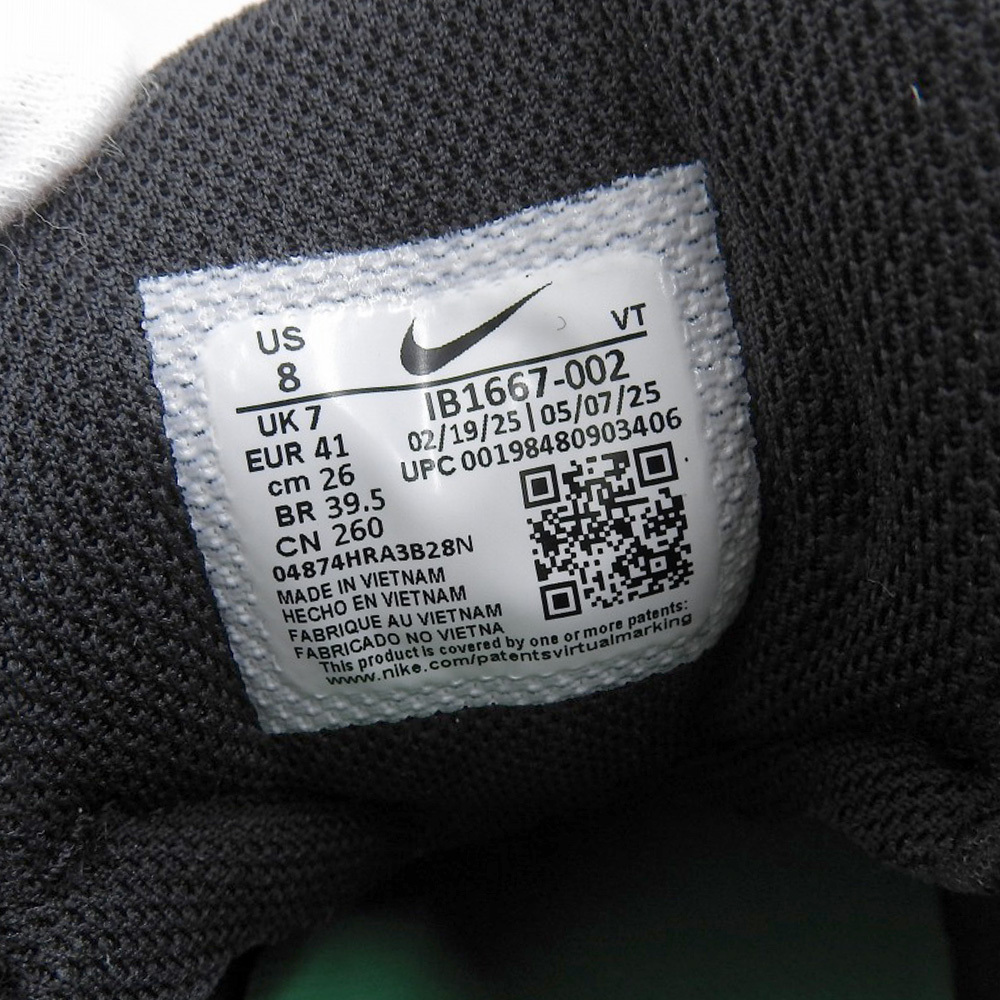 US
8
VT
UK 7
EUR 41
cm 26
BR 39.5
CN 260
IB1667-002
02/19/25 | 05/07/25
UPC 00198480903406
04874HRA3B28N
MADE IN VIETNAM
HECHO EN VIETNAM
FABRIQUE AU VIETNAM
FABRICADO NO VIETNA
This product is covered by one or more patents:
www.nike.com/patentsvirtualmarking